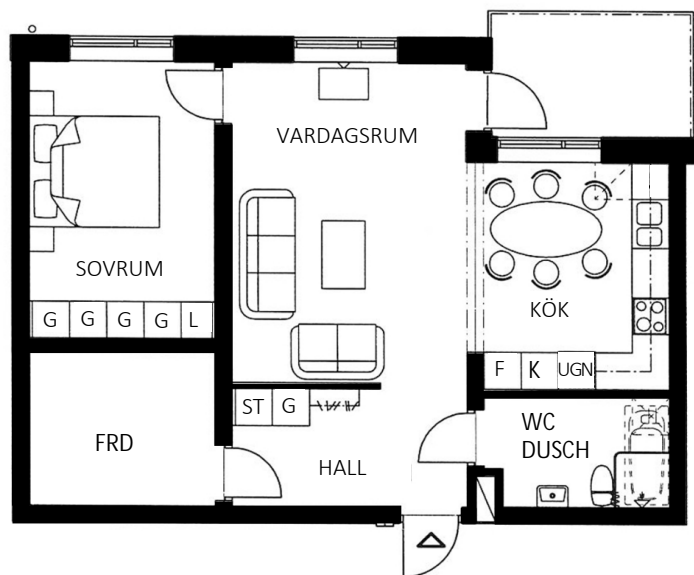 VARDAGSRUM
SOVRUM
KÖK
G G G G L
F K UGN
ST G
WC
DUSCH
FRD
HALL